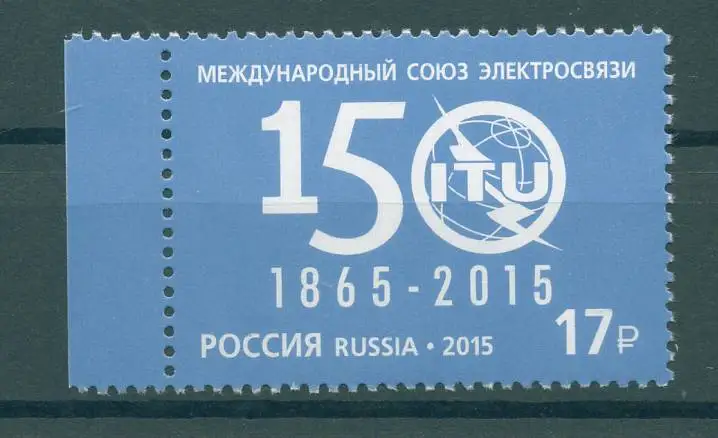 МЕЖДУНАРОДНЫЙ СОЮЗ ЭЛЕКТРОСВЯЗИ
150
ITU
1865-2015
РОССИЯ RUSSIA • 2015 17₽